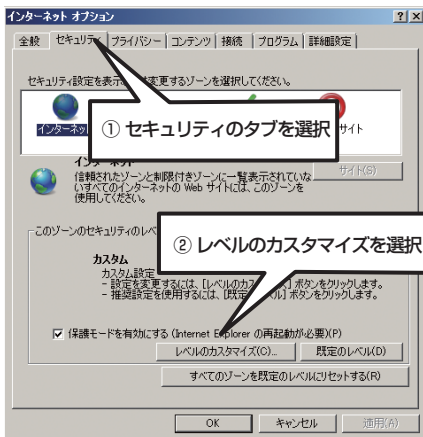 インターネット オプション
全般 セキュリティ プライバシー コンテンツ 接続 プログラム 詳細設定
セキュリティ設定を表示 変更するゾーンを選択してください。
① セキュリティのタブを選択
インターネット サイト
インターネット
信頼されたゾーンと制限付きゾーンに一覧表示されていな
いすべてのインターネットの Web サイトには、このゾーンを
使用してください。
サイト(S)
このゾーンのセキュリティのレベ
② レベルのカスタマイズを選択
カスタム
カスタム設定
- 設定を変更するには、[レベルのカス ズ] ボタンをクリックします。
- 推奨設定を使用するには、[既定 ベル] ボタンをクリックします。
保護モードを有効にする (Internet Explorer の再起動が必要)(P)
レベルのカスタマイズ(C)... 既定のレベル(D)
すべてのゾーンを既定のレベルにリセットする(R)
OK キャンセル 適用(A)